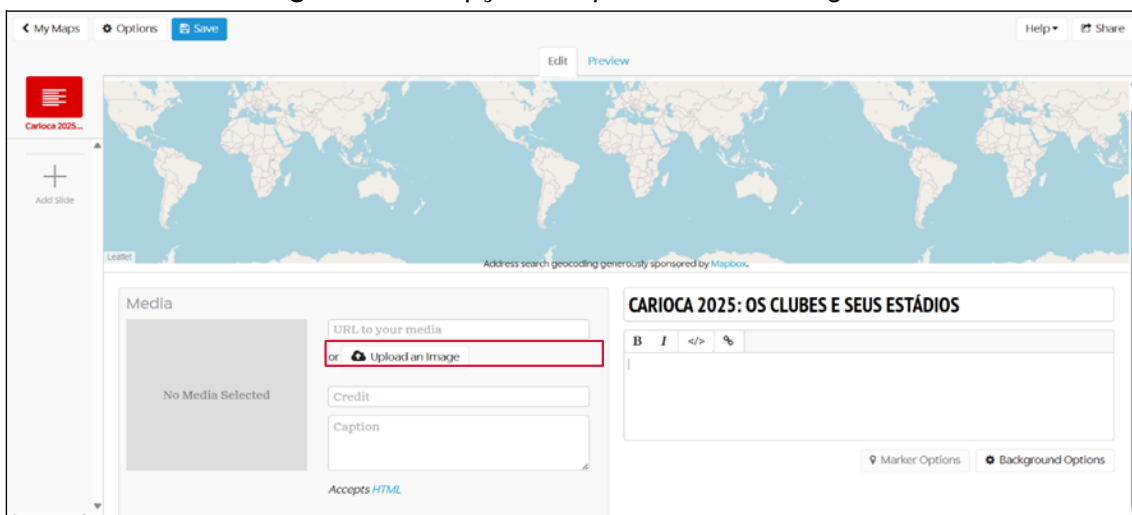 My Maps Options Save Help Share
Edit Preview
Carioca 2025...
Add Slide
Leaflet
Address search geocoding generously sponsored by Mapbox.
Media
No Media Selected
URL to your media
or Upload an Image
Credit
Caption
Accepts HTML
CARIOCA 2025: OS CLUBES E SEUS ESTÁDIOS
B I </>
Marker Options Background Options